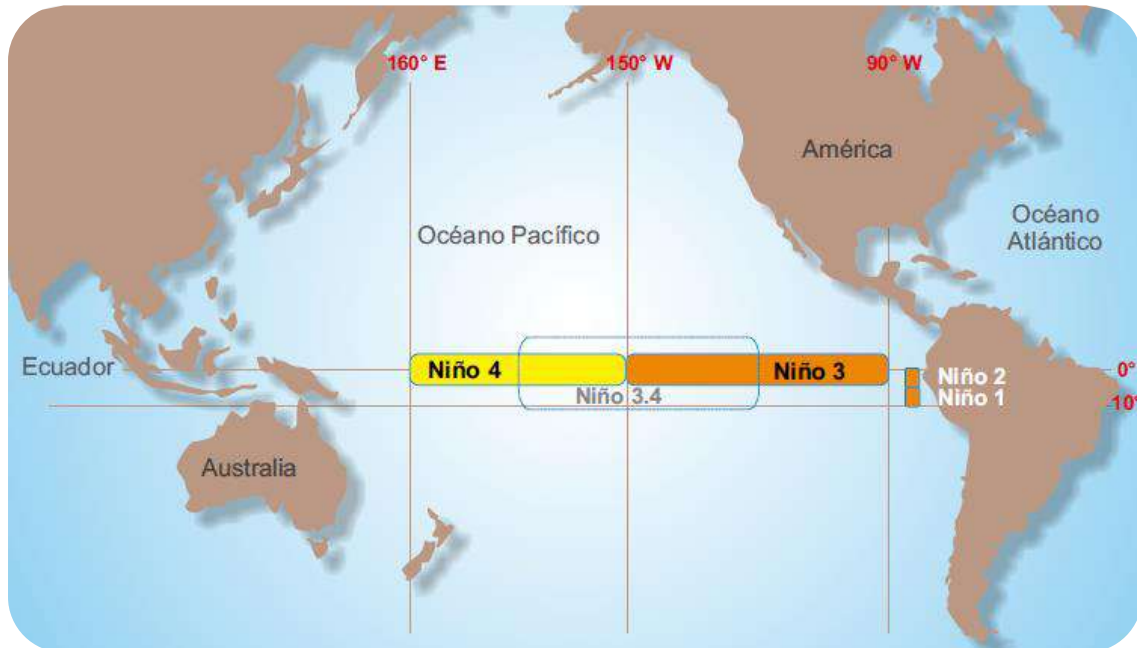 160° E
150° W
90° W
América
Océano Pacífico
Océano
Atlántico
Ecuador
Niño 4
Niño 3
0°
Niño 2
Niño 3.4
Niño 1
10°
Australia